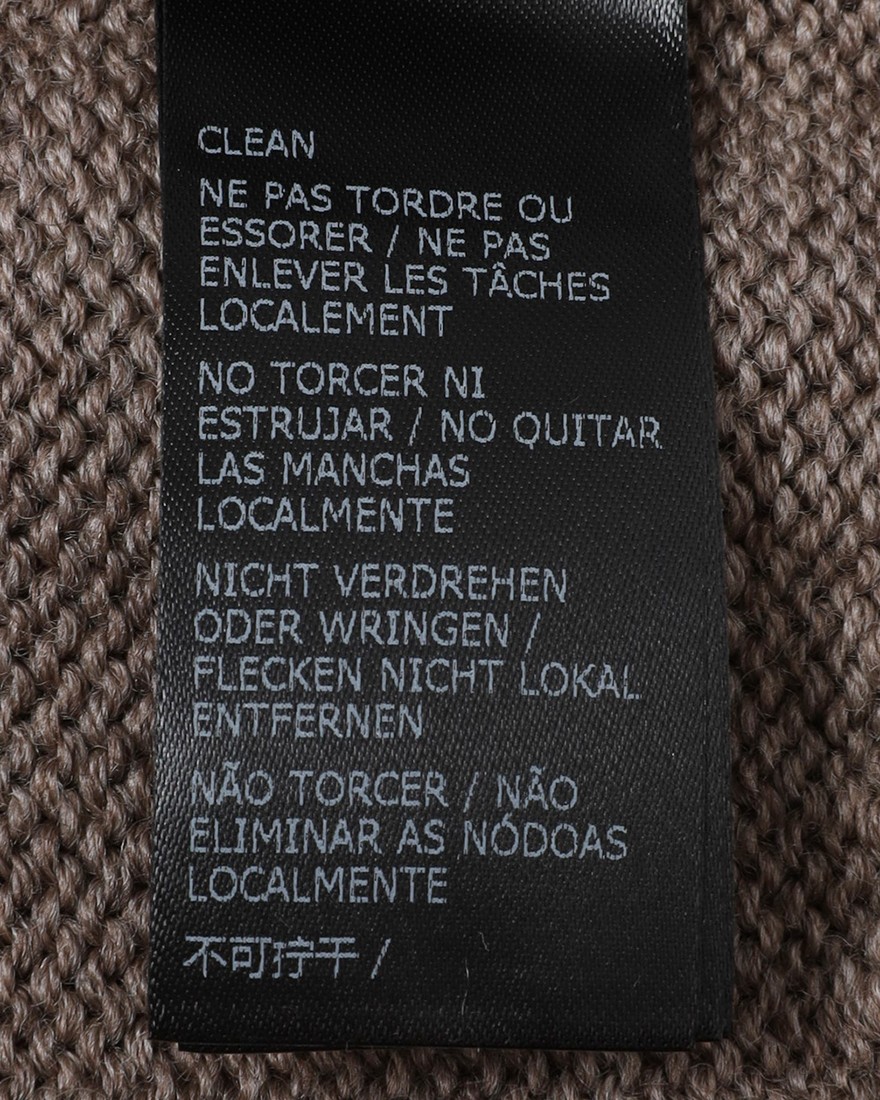 CLEAN
NE PAS TORDRE OU
ESSORER / NE PAS
ENLEVER LES TÂCHES
LOCALEMENT
NO TORCER NI
ESTRUJAR / NO QUITAR
LAS MANCHAS
LOCALMENTE
NICHT VERDREHEN
ODER WRINGEN /
FLECKEN NICHT LOKAL
ENTFERNEN
NÃO TORCER / NÃO
ELIMINAR AS NÓDOAS
LOCALMENTE
不可拧干 /